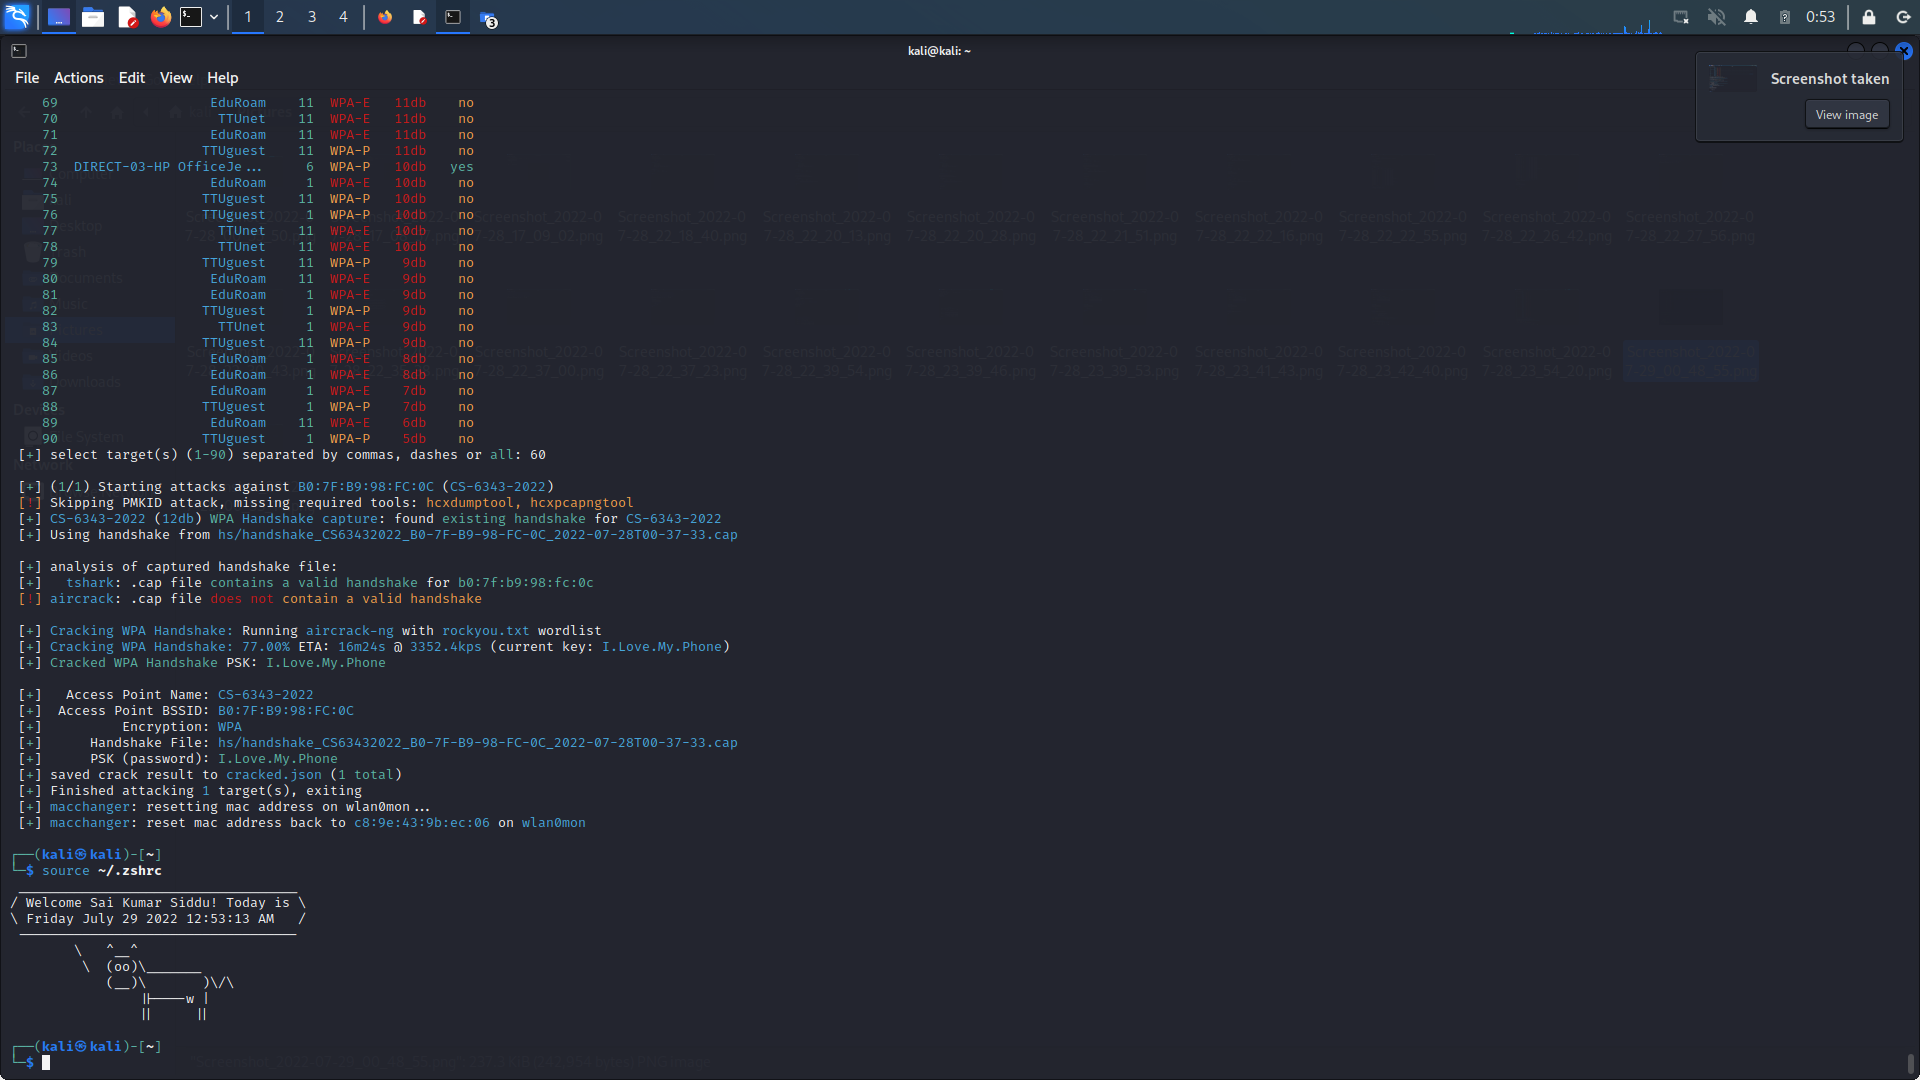 1 2 3 4 3 0:53
kali@kali: ~
File Actions Edit View Help
Screenshot taken
View image
69 EduRoam 11 WPA-E 11db no
70 TTUnet 11 WPA-E 11db no
71 EduRoam 11 WPA-E 11db no
72 TTUguest 11 WPA-P 11db no
73 DIRECT-03-HP OfficeJe... 6 WPA-P 10db yes
74 EduRoam 1 WPA-E 10db no
75 TTUguest 11 WPA-P 10db no
76 TTUguest 1 WPA-P 10db no
77 TTUnet 11 WPA-E 10db no
78 TTUnet 11 WPA-E 10db no
79 TTUguest 11 WPA-P 9db no
80 EduRoam 11 WPA-E 9db no
81 EduRoam 1 WPA-E 9db no
82 TTUguest 1 WPA-P 9db no
83 TTUnet 1 WPA-E 9db no
84 TTUguest 11 WPA-P 9db no
85 EduRoam 1 WPA-E 8db no
86 EduRoam 1 WPA-E 8db no
87 EduRoam 1 WPA-E 7db no
88 TTUguest 1 WPA-P 7db no
89 EduRoam 11 WPA-E 6db no
90 TTUguest 1 WPA-P 5db no
[+] select target(s) (1-90) separated by commas, dashes or all: 60
[+] (1/1) Starting attacks against B0:7F:B9:98:FC:0C (CS-6343-2022)
[!] Skipping PMKID attack, missing required tools: hcxdumptool, hcxpcapngtool
[+] CS-6343-2022 (12db) WPA Handshake capture: found existing handshake for CS-6343-2022
[+] Using handshake from hs/handshake_CS63432022_B0-7F-B9-98-FC-0C_2022-07-28T00-37-33.cap
[+] analysis of captured handshake file:
[+] tshark: .cap file contains a valid handshake for b0:7f:b9:98:fc:0c
[!] aircrack: .cap file does not contain a valid handshake
[+] Cracking WPA Handshake: Running aircrack-ng with rockyou.txt wordlist
[+] Cracking WPA Handshake: 77.00% ETA: 16m24s @ 3352.4kps (current key: I.Love.My.Phone)
[+] Cracked WPA Handshake PSK: I.Love.My.Phone
[+] Access Point Name: CS-6343-2022
[+] Access Point BSSID: B0:7F:B9:98:FC:0C
[+] Encryption: WPA
[+] Handshake File: hs/handshake_CS63432022_B0-7F-B9-98-FC-0C_2022-07-28T00-37-33.cap
[+] PSK (password): I.Love.My.Phone
[+] saved crack result to cracked.json (1 total)
[+] Finished attacking 1 target(s), exiting
[+] macchanger: resetting mac address on wlan0mon...
[+] macchanger: reset mac address back to c8:9e:43:9b:ec:06 on wlan0mon
┌──(kali㉿kali)-[~]
└─$ source ~/.zshrc
/ Welcome Sai Kumar Siddu! Today is \
\ Friday July 29 2022 12:53:13 AM /
\ ^__^
\ (oo)\_______
(__)\ )\/\
||----w |
|| ||
┌──(kali㉿kali)-[~]
└─$